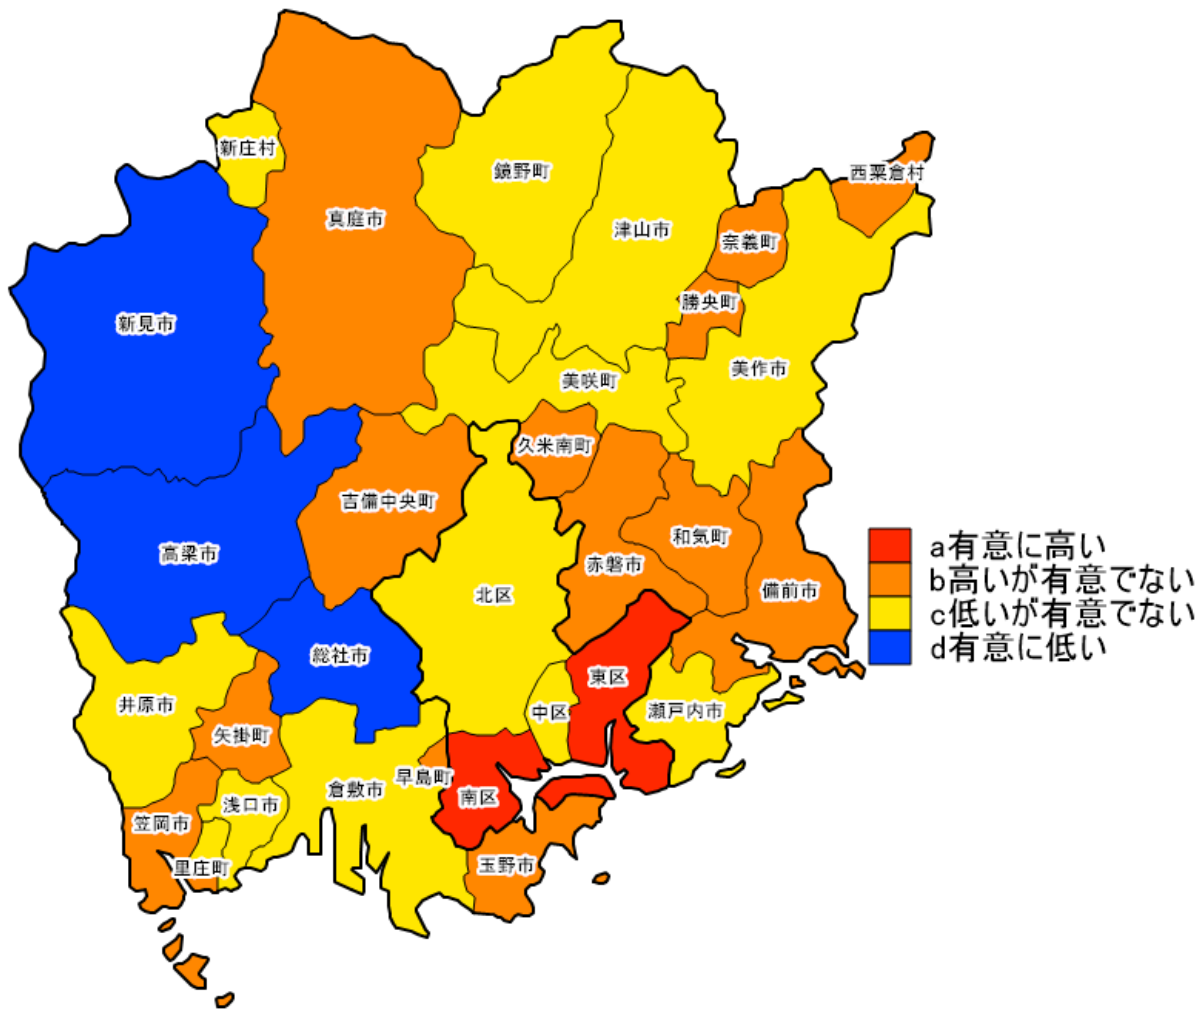 新庄村
鏡野町
西粟倉村
真庭市
津山市
奈義町
勝央町
新見市
美作市
美咲町
久米南町
吉備中央町
和気町
高梁市
赤磐市
備前市
北区
総社市
東区
井原市
中区
瀬戸内市
矢掛町
早島町
倉敷市
南区
浅口市
笠岡市
里庄町
玉野市
a有意に高い
b高いが有意でない
c低いが有意でない
d有意に低い